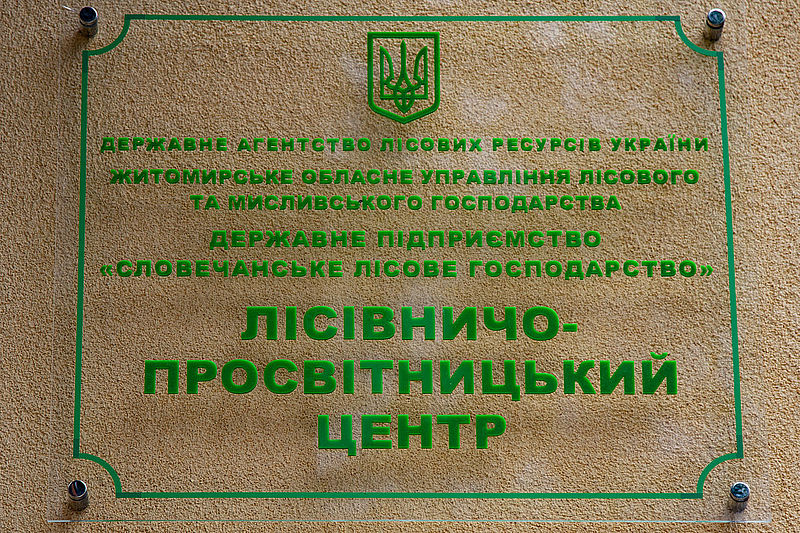 ДЕРЖАВНЕ АГЕНТСТВО ЛІСОВИХ РЕСУРСІВ УКРАЇНИ
ЖИТОМИРСЬКЕ ОБЛАСНЕ УПРАВЛІННЯ ЛІСОВОГО
ТА МИСЛИВСЬКОГО ГОСПОДАРСТВА
ДЕРЖАВНЕ ПІДПРИЄМСТВО
«СЛОВЕЧАНСЬКЕ ЛІСОВЕ ГОСПОДАРСТВО»
ЛІСІВНИЧО-
ПРОСВІТНИЦЬКИЙ
ЦЕНТР